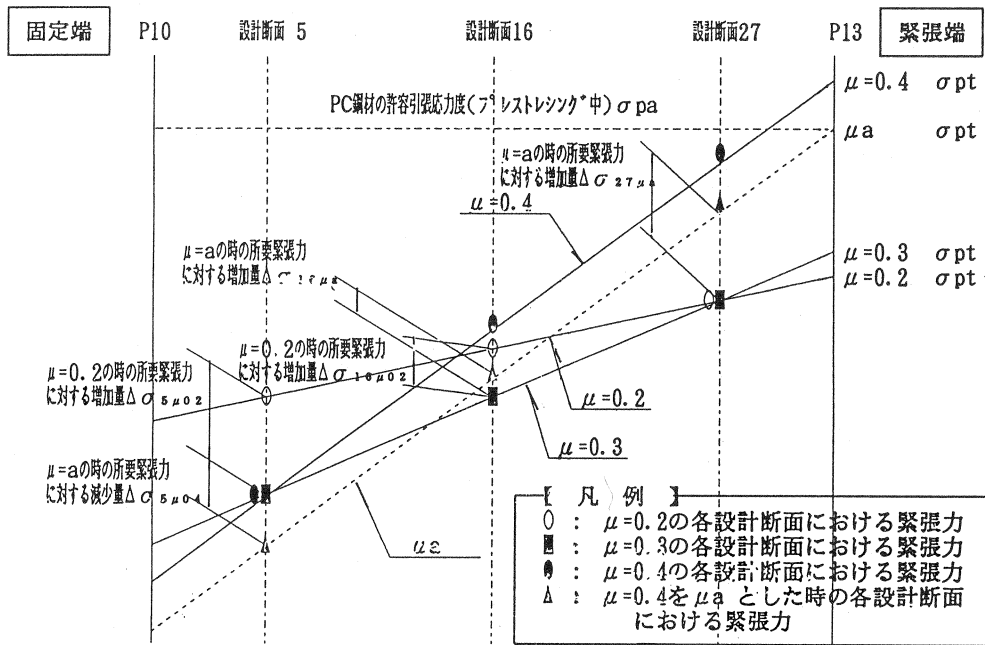 固定端 P10 設計断面 5 設計断面16 設計断面27 P13 緊張端
μ=0.4 σpt
PC鋼材の許容引張応力度(プレストレシング中)σpa
μa σpt
μ=aの時の所要緊張力
に対する増加量Δσ27μa
μ=0.4
μ=0.3 σpt
μ=0.2 σpt
μ=aの時の所要緊張力
に対する増加量Δσ16μa
μ=0.2の時の所要緊張力
に対する増加量Δσ16μ02
μ=0.2の時の所要緊張力
に対する増加量Δσ5μ02
μ=0.2
μ=0.3
μ=aの時の所要緊張力
に対する減少量Δσ5μ04
μa
【 凡 例 】
○ : μ=0.2の各設計断面における緊張力
■ : μ=0.3の各設計断面における緊張力
● : μ=0.4の各設計断面における緊張力
△ : μ=0.4をμaとした時の各設計断面
における緊張力